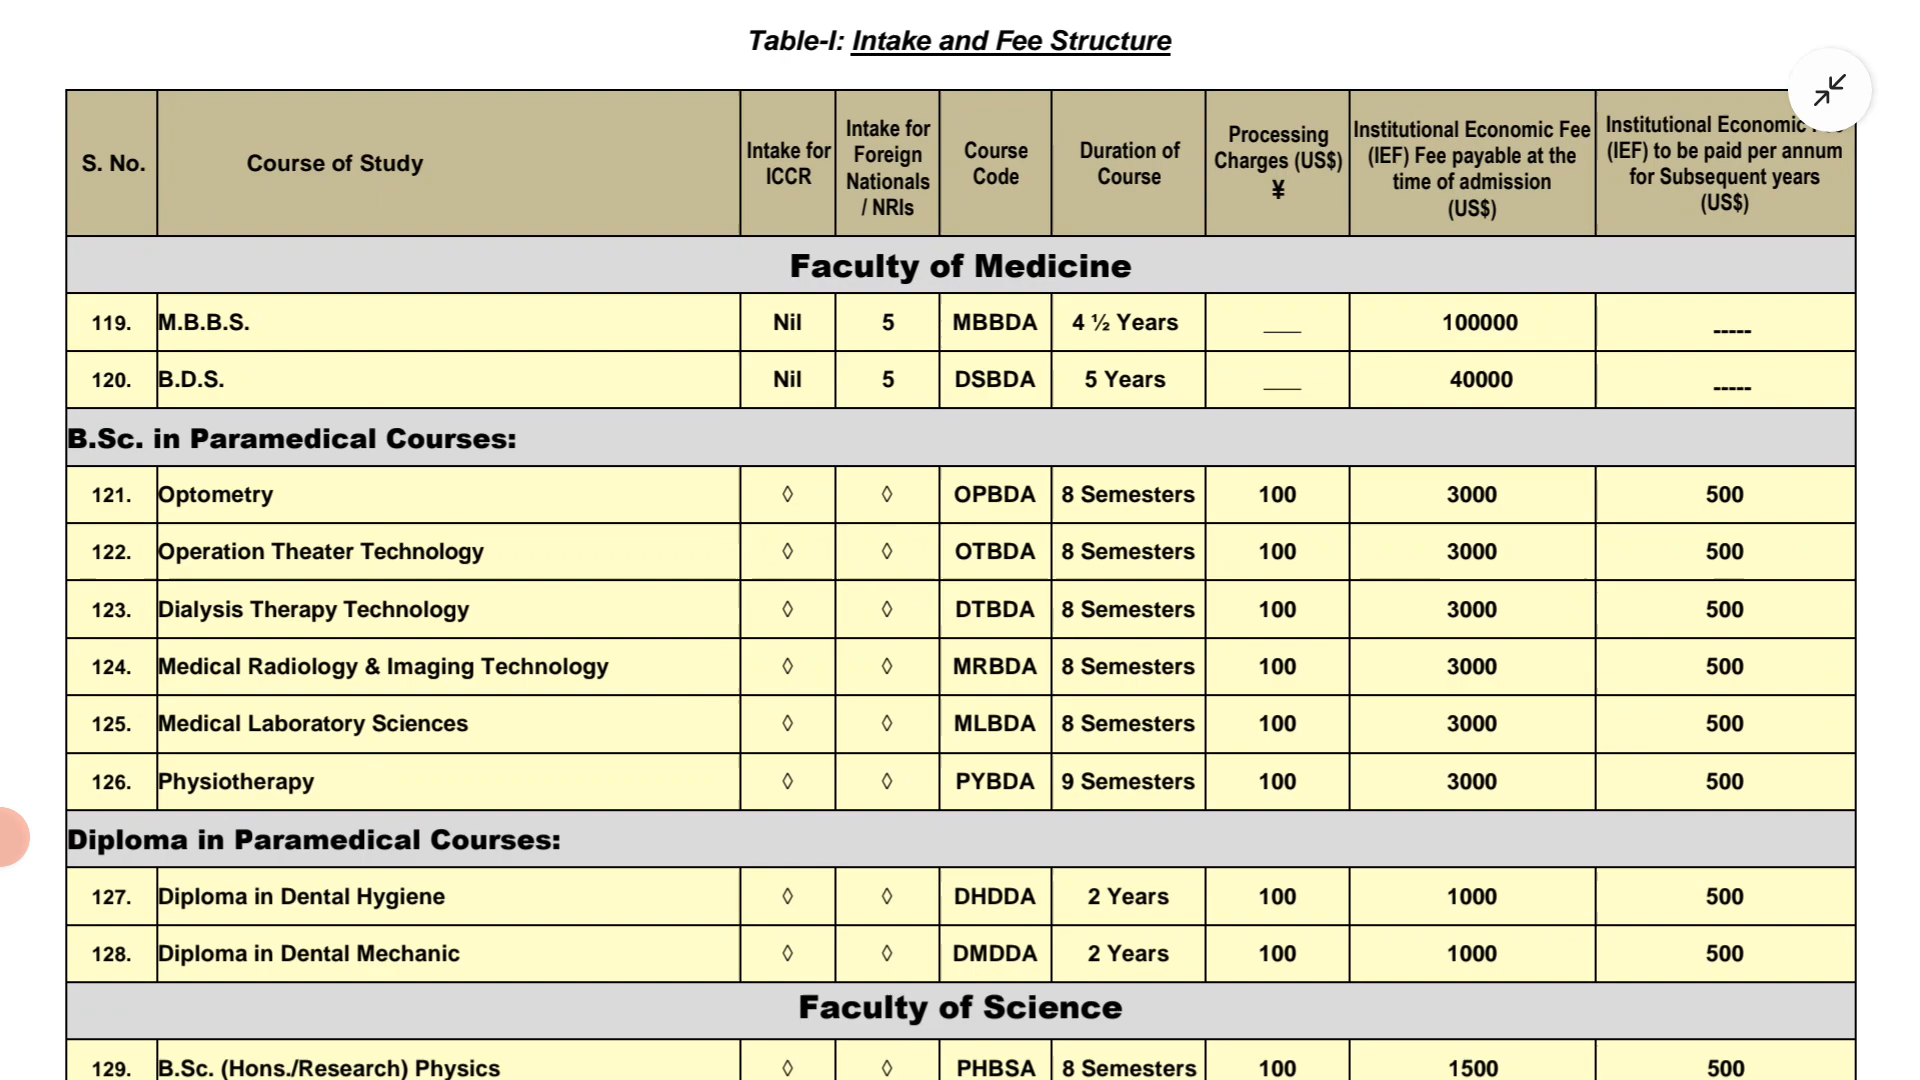 Table-I: Intake and Fee Structure
S. No. Course of Study Intake for ICCR Intake for Foreign Nationals / NRIs Course Code Duration of Course Processing Charges (US$) ¥ Institutional Economic Fee (IEF) Fee payable at the time of admission (US$) Institutional Economic (IEF) to be paid per annum for Subsequent years (US$)
Faculty of Medicine
119. M.B.B.S. Nil 5 MBBDA 4 ½ Years ___ 100000 -----
120. B.D.S. Nil 5 DSBDA 5 Years ___ 40000 -----
B.Sc. in Paramedical Courses:
121. Optometry ◊ ◊ OPBDA 8 Semesters 100 3000 500
122. Operation Theater Technology ◊ ◊ OTBDA 8 Semesters 100 3000 500
123. Dialysis Therapy Technology ◊ ◊ DTBDA 8 Semesters 100 3000 500
124. Medical Radiology & Imaging Technology ◊ ◊ MRBDA 8 Semesters 100 3000 500
125. Medical Laboratory Sciences ◊ ◊ MLBDA 8 Semesters 100 3000 500
126. Physiotherapy ◊ ◊ PYBDA 9 Semesters 100 3000 500
Diploma in Paramedical Courses:
127. Diploma in Dental Hygiene ◊ ◊ DHDDA 2 Years 100 1000 500
128. Diploma in Dental Mechanic ◊ ◊ DMDDA 2 Years 100 1000 500
Faculty of Science
129. B.Sc. (Hons./Research) Physics ◊ ◊ PHBSA 8 Semesters 100 1500 500